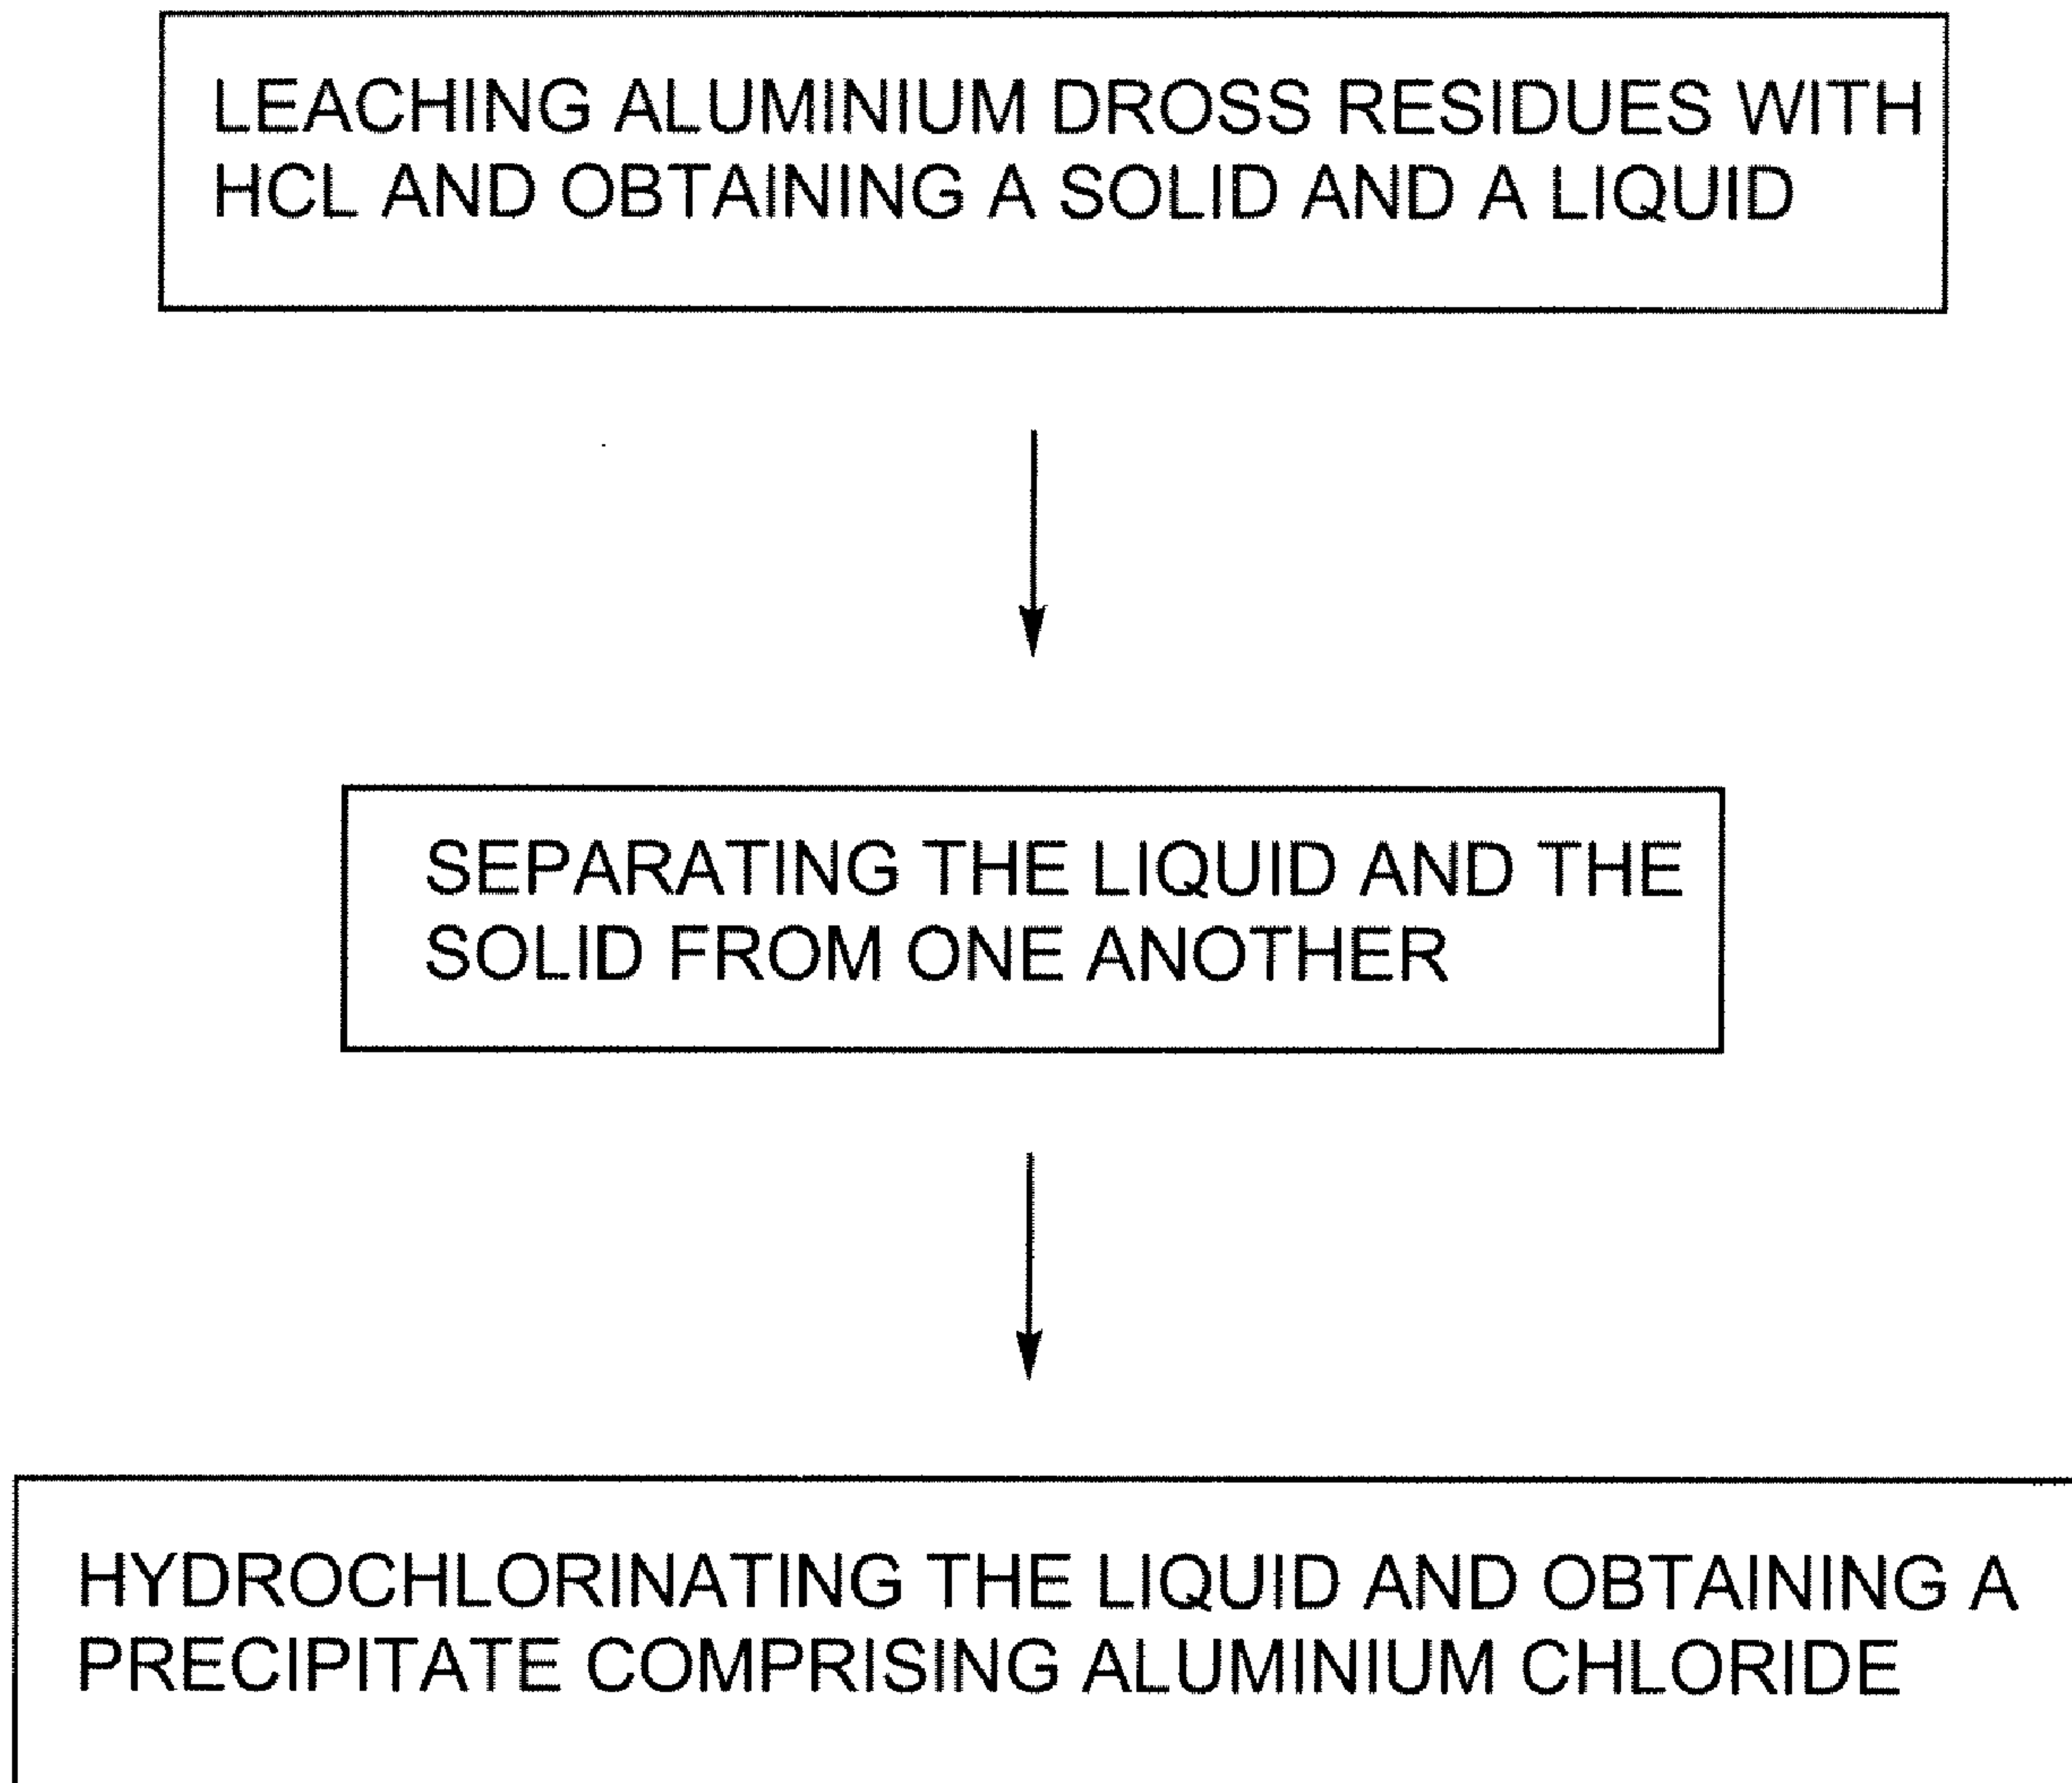 LEACHING ALUMINIUM DROSS RESIDUES WITH
HCL AND OBTAINING A SOLID AND A LIQUID
SEPARATING THE LIQUID AND THE
SOLID FROM ONE ANOTHER
HYDROCHLORINATING THE LIQUID AND OBTAINING A
PRECIPITATE COMPRISING ALUMINIUM CHLORIDE